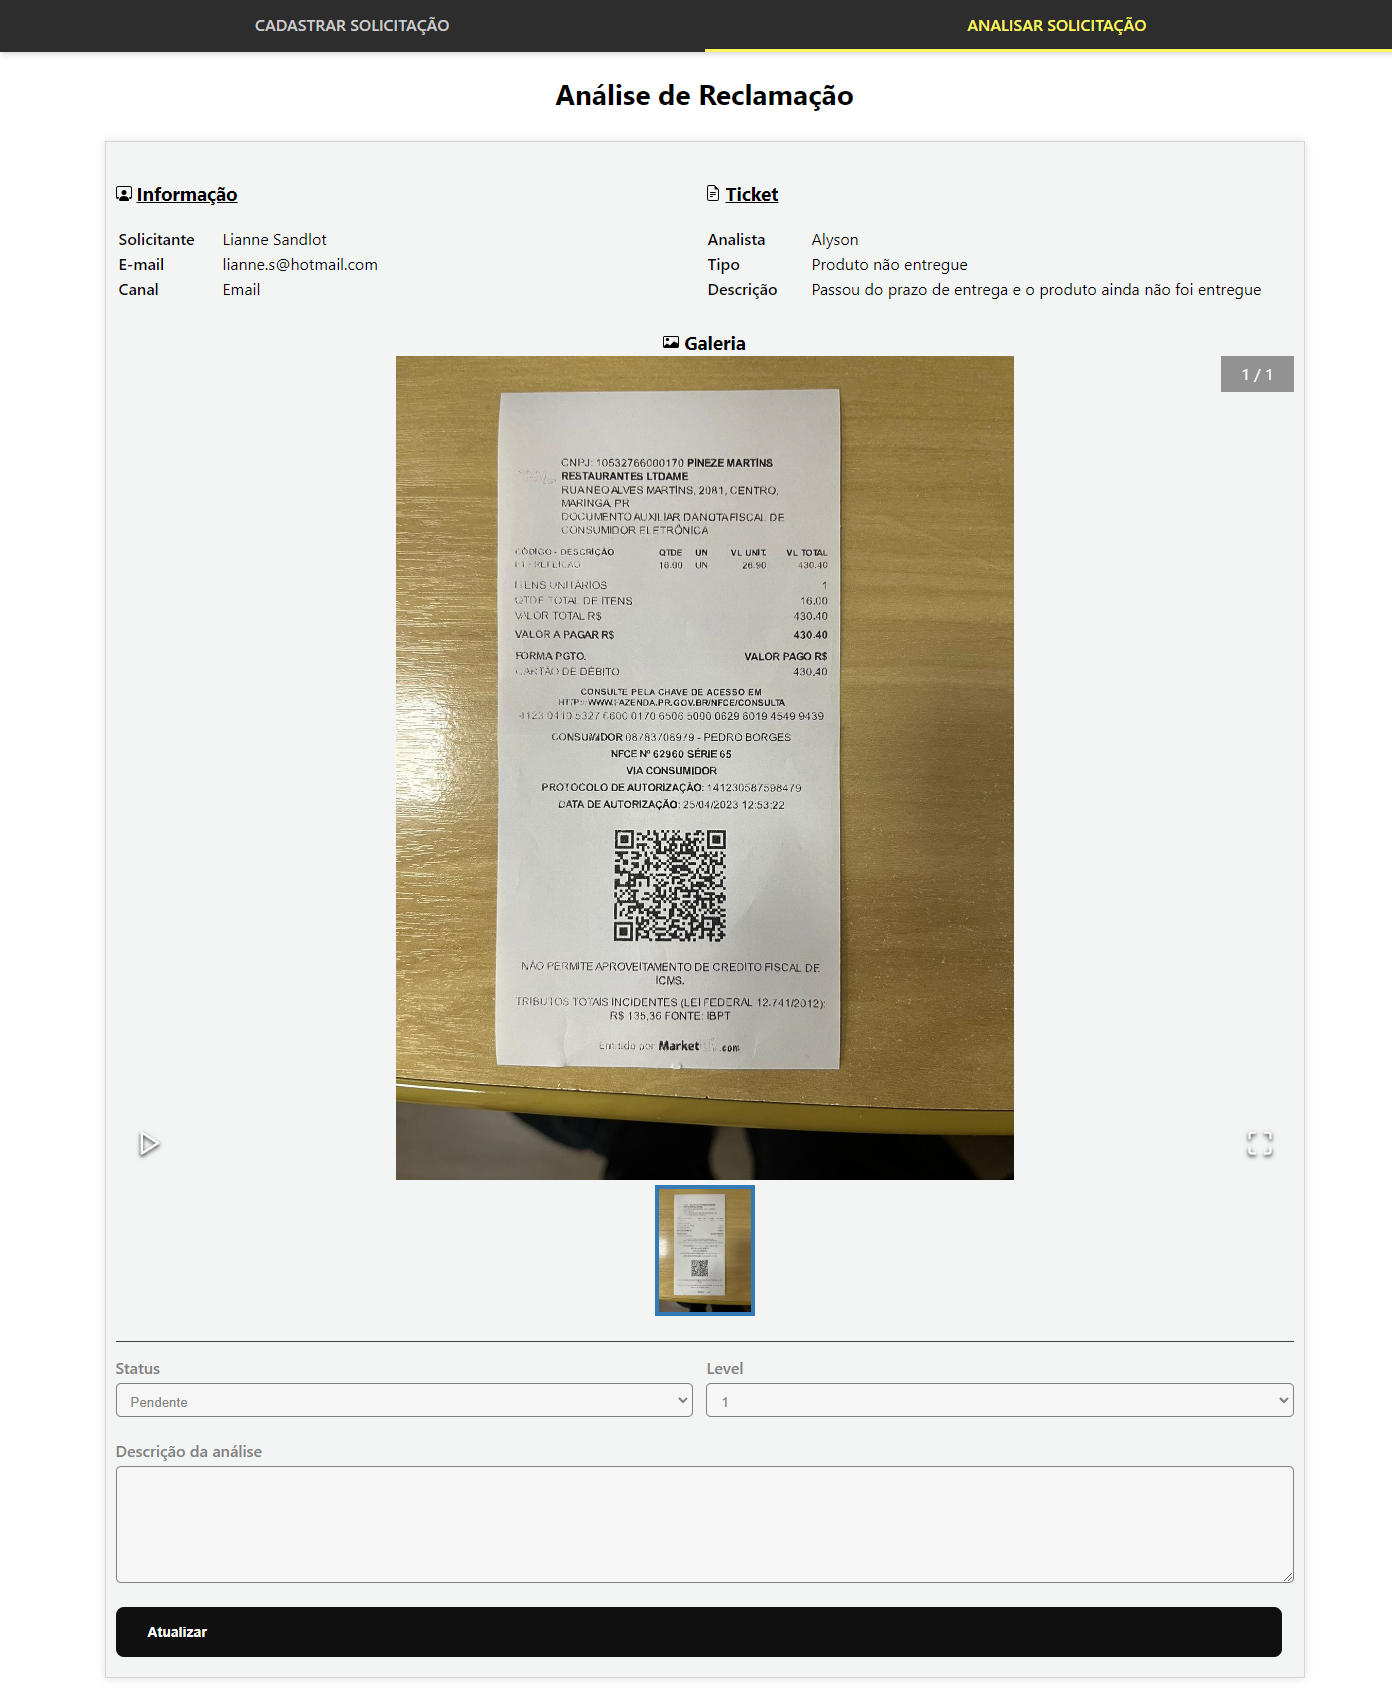 CADASTRAR SOLICITAÇÃO
ANALISAR SOLICITAÇÃO
Análise de Reclamação
Informação
Solicitante Lianne Sandlot
E-mail lianne.s@hotmail.com
Canal Email
Ticket
Analista Alyson
Tipo Produto não entregue
Descrição Passou do prazo de entrega e o produto ainda não foi entregue
Galeria
1 / 1
CNPJ: 10532766000170 PINEZE MARTINS
RESTAURANTES LTDAME
RUA NEO ALVES MARTINS, 2081, CENTRO,
MARINGA, PR
DOCUMENTO AUXILIAR DA NOTA FISCAL DE
CONSUMIDOR ELETRÔNICA
CÓDIGO - DESCRIÇÃO QTDE UN VL UNIT. VL TOTAL
REFEICAO 16.00 UN 26.90 430.40
ITENS UNITÁRIOS 1
QTDE TOTAL DE ITENS 16.00
VALOR TOTAL R$ 430.40
VALOR A PAGAR R$ 430.40
FORMA PGTO. VALOR PAGO R$
CARTÃO DE DÉBITO 430,40
CONSULTE PELA CHAVE DE ACESSO EM
HTTP://WWW.FAZENDA.PR.GOV.BR/NFCE/CONSULTA
4123 0410 5327 6600 0170 6506 5000 0629 6019 4549 9439
CONSUMIDOR 08783708979 - PEDRO BORGES
NFCE Nº 62960 SÉRIE 65
VIA CONSUMIDOR
PROTOCOLO DE AUTORIZAÇÃO: 141230587598479
DATA DE AUTORIZAÇÃO: 25/04/2023 12:53:22
NÃO PERMITE APROVEITAMENTO DE CREDITO FISCAL DE
ICMS.
TRIBUTOS TOTAIS INCIDENTES (LEI FEDERAL 12.741/2012):
R$ 135,36 FONTE: IBPT
Emitido por Market .com
Status
Pendente
Level
1
Descrição da análise
Atualizar